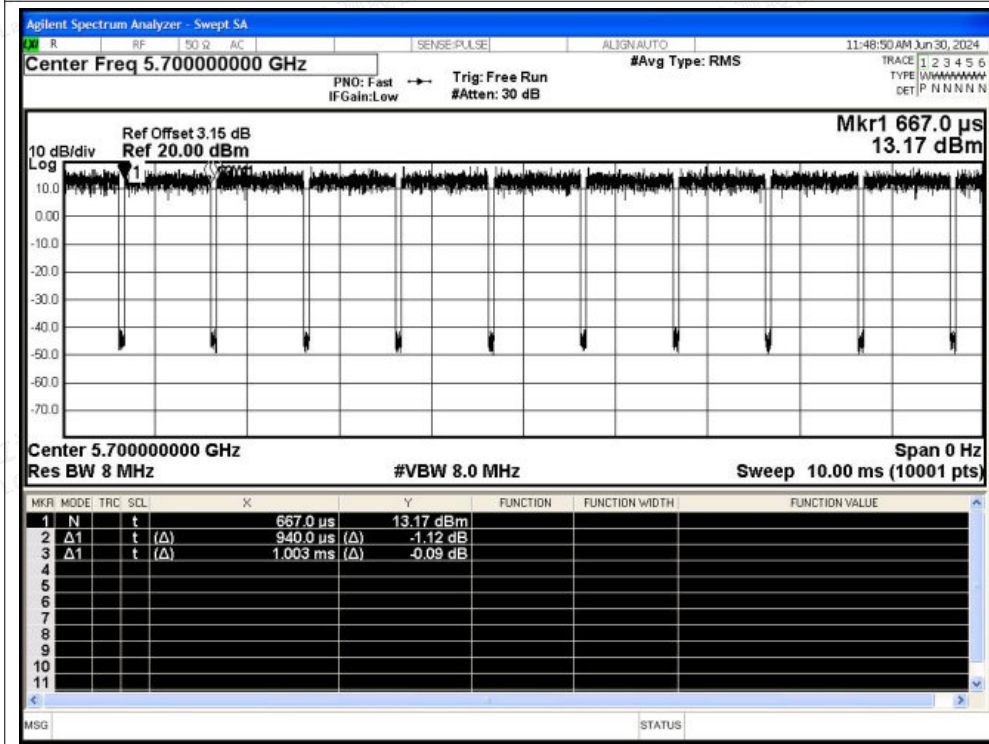 Agilent Spectrum Analyzer - Swept SA
LXI R RF 50 Ω AC SENSE:PULSE ALIGN AUTO 11:48:50 AM Jun 30, 2024
Center Freq 5.700000000 GHz
PNO: Fast
IFGain:Low
Trig: Free Run
#Atten: 30 dB
#Avg Type: RMS
TRACE 1 2 3 4 5 6
TYPE WWWWWW
DET P N N N N N
Mkr1 667.0 µs
13.17 dBm
Ref Offset 3.15 dB
10 dB/div Ref 20.00 dBm
Log
1
10.0
0.00
-10.0
-20.0
-30.0
-40.0
-50.0
-60.0
-70.0
Center 5.700000000 GHz Span 0 Hz
Res BW 8 MHz #VBW 8.0 MHz Sweep 10.00 ms (10001 pts)
MKR MODE TRC SCL X Y FUNCTION FUNCTION WIDTH FUNCTION VALUE
1 N t 667.0 µs 13.17 dBm
2 Δ1 t (Δ) 940.0 µs (Δ) -1.12 dB
3 Δ1 t (Δ) 1.003 ms (Δ) -0.09 dB
4
5
6
7
8
9
10
11
MSG STATUS